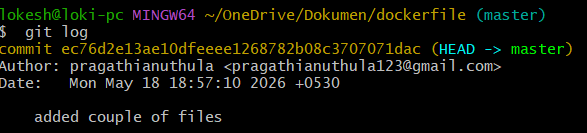 lokesh@loki-pc MINGW64 ~/OneDrive/Dokumen/dockerfile (master)
$  git log
commit ec76d2e13ae10dfeeee1268782b08c3707071dac (HEAD -> master)
Author: pragathianuthula <pragathianuthula123@gmail.com>
Date:   Mon May 18 18:57:10 2026 +0530

    added couple of files